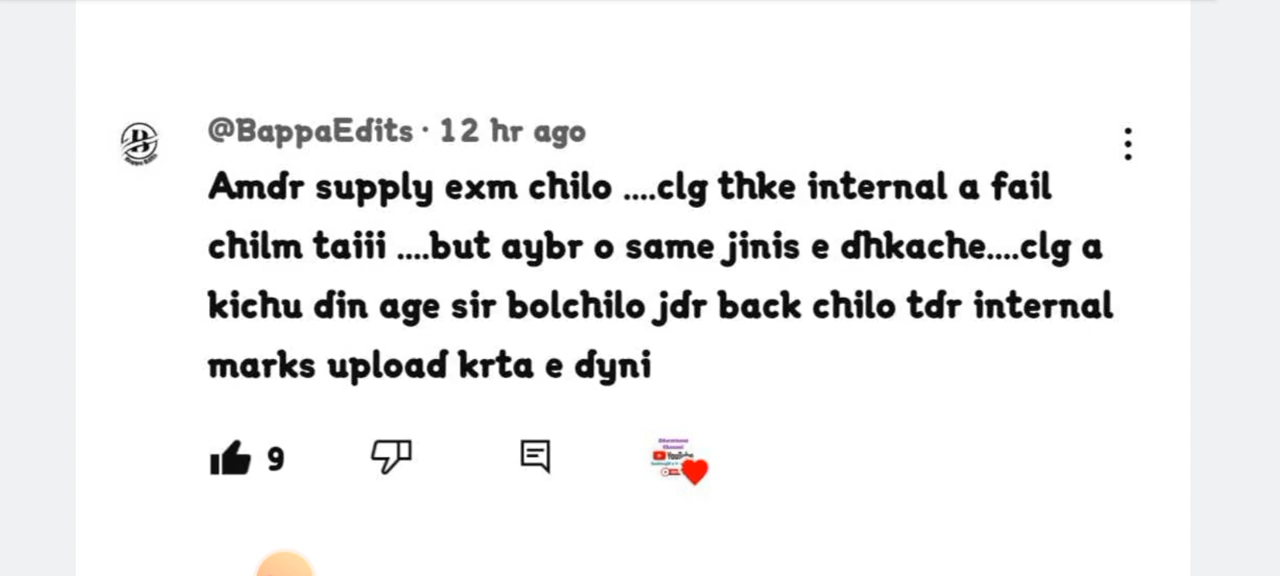 @BappaEdits · 12 hr ago
Amdr supply exm chilo ....clg thke internal a fail
chilm taiii ....but aybr o same jinis e dhkache....clg a
kichu din age sir bolchilo jdr back chilo tdr internal
marks upload krta e dyni
9
YouTube